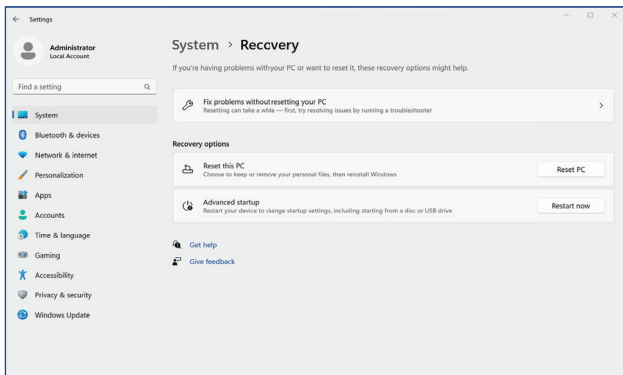 Settings
Administrator
Local Account
Find a setting
System
Bluetooth & devices
Network & internet
Personalization
Apps
Accounts
Time & language
Gaming
Accessibility
Privacy & security
Windows Update
System > Recovery
If you're having problems withyour PC or want to reset it, these recovery options might help.
Fix problems without resetting your PC
Resetting can take a while — first, try resolving issues by running a troubleshooter
Recovery options
Reset this PC
Choose to keep or remove your personal files, then reinstall Windows
Reset PC
Advanced startup
Restart your device to change startup settings, including starting from a disc or USB drive
Restart now
Get help
Give feedback